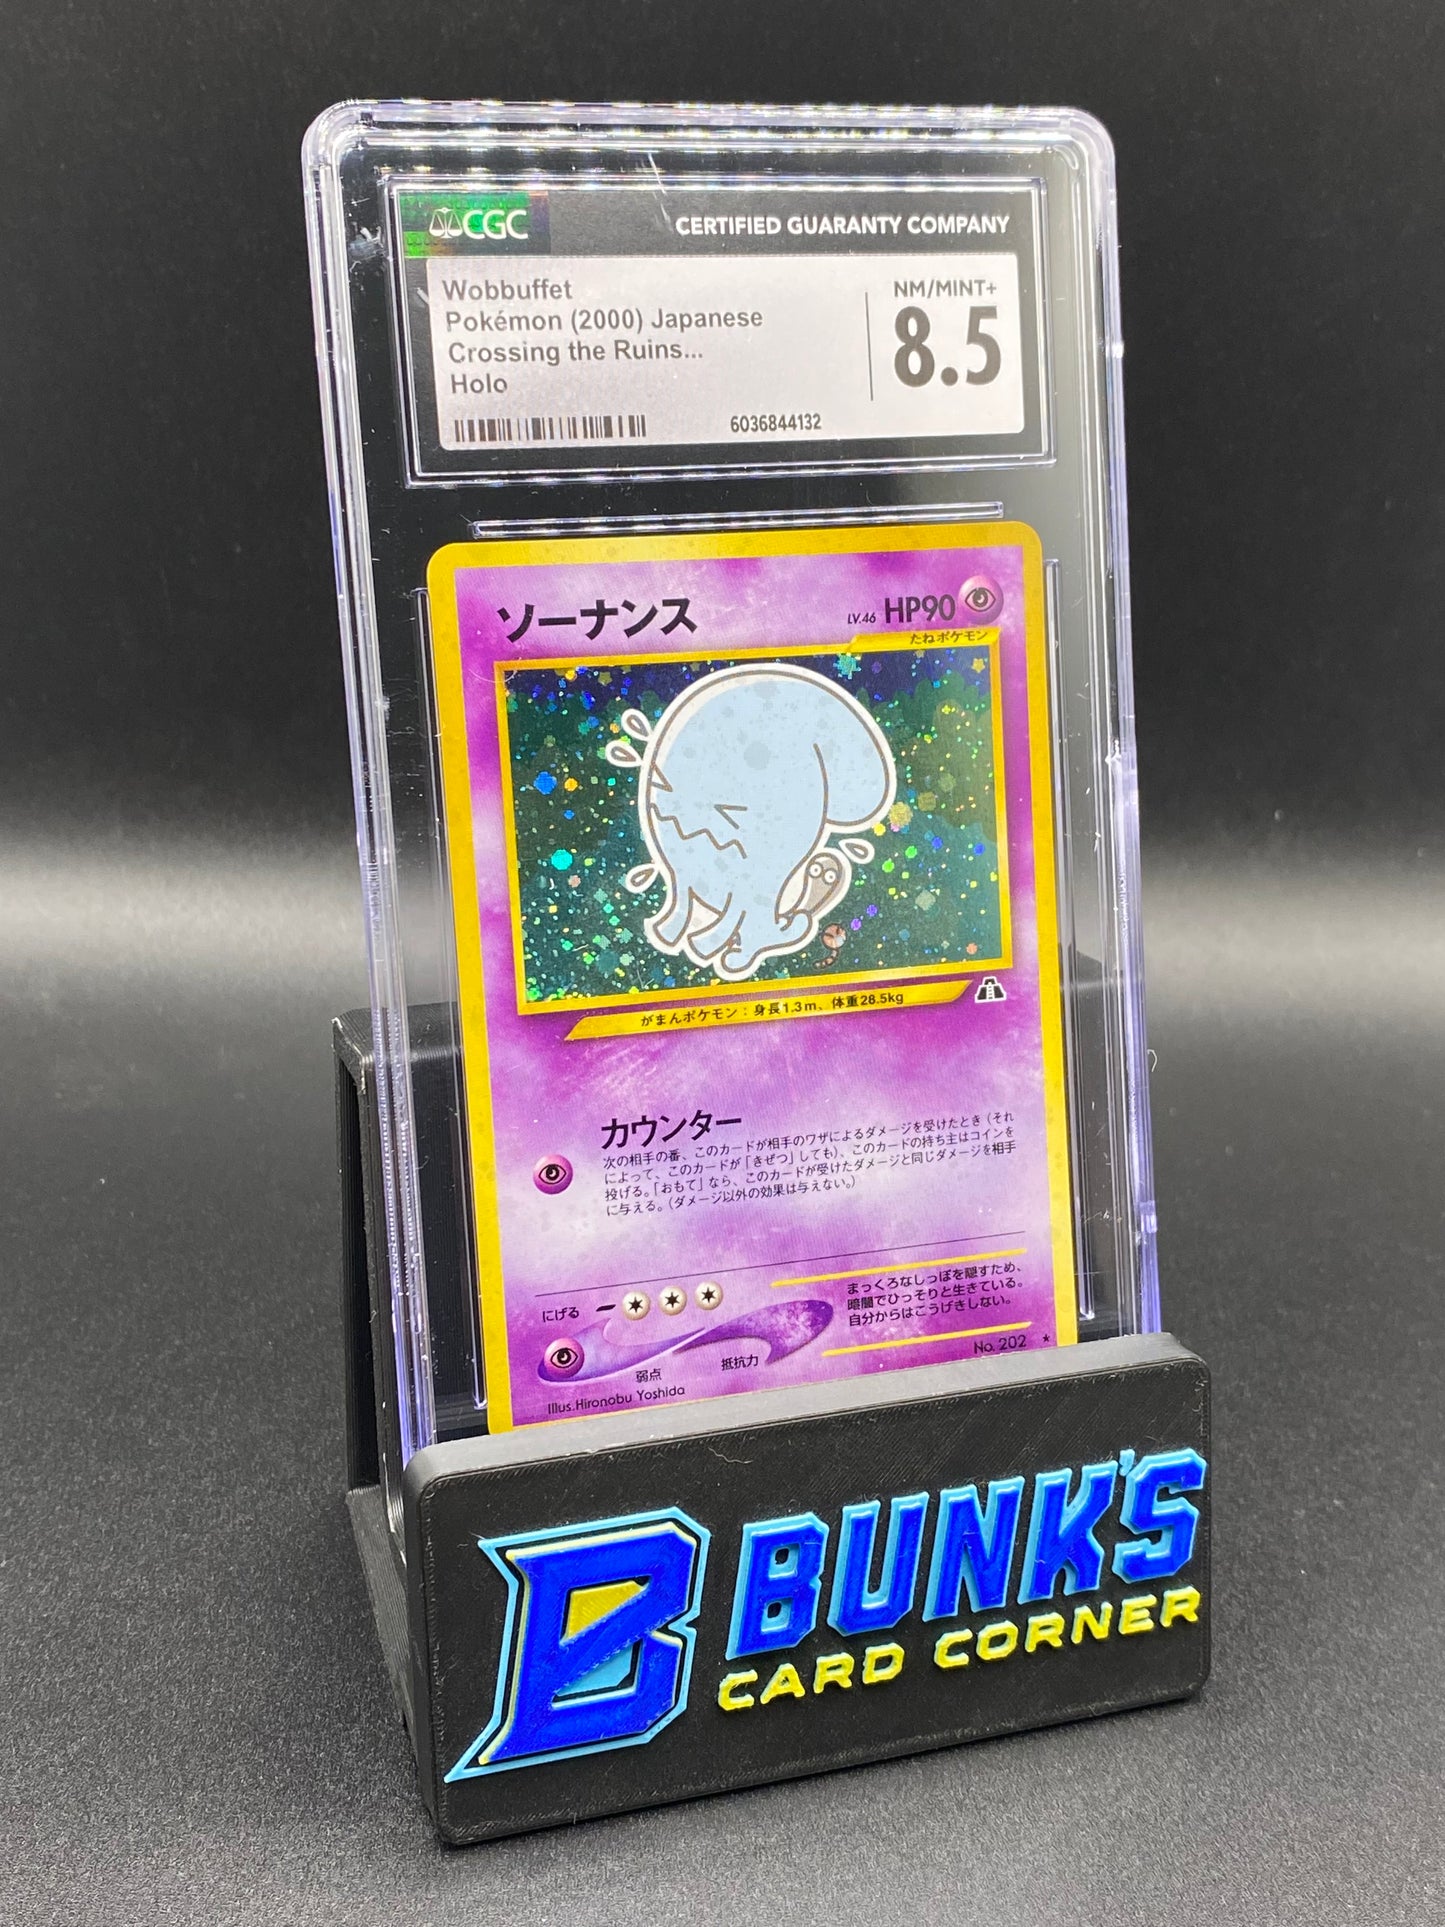 CGC
CERTIFIED GUARANTY COMPANY
Wobbuffet
Pokémon (2000) Japanese
Crossing the Ruins...
Holo
NM/MINT+
8.5
6036844132
ソーナンス
LV.46 HP90
たねポケモン
がまんポケモン：身長1.3m、体重28.5kg
カウンター
次の相手の番、このカードが相手のワザによるダメージを受けたとき（それ
によって、このカードが「きぜつ」しても）、このカードの持ち主はコインを
投げる。「おもて」なら、このカードが受けたダメージと同じダメージを相手
に与える。（ダメージ以外の効果は与えない。）
にげる
弱点
抵抗力
まっくろなしっぽを隠すため、
暗闇でひっそりと生きている。
自分からはこうげきしない。
No. 202 ★
Illus.Hironobu Yoshida
B
BUNK'S
CARD CORNER